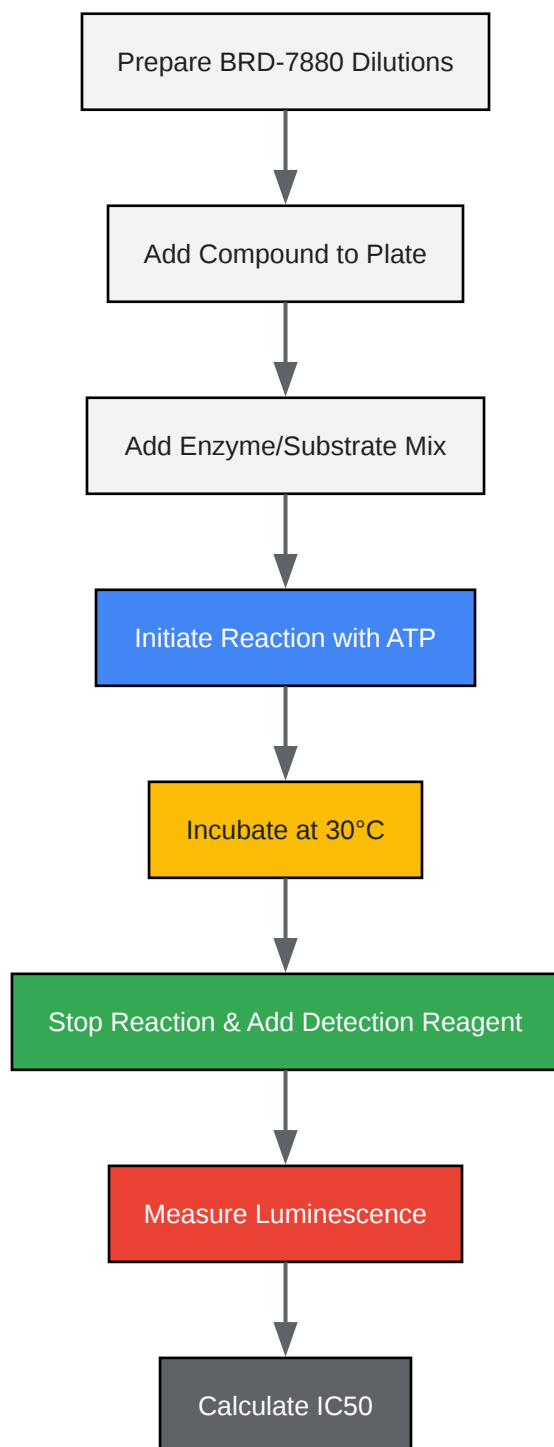 Prepare BRD-7880 Dilutions
Add Compound to Plate
Add Enzyme/Substrate Mix
Initiate Reaction with ATP
Incubate at 30°C
Stop Reaction & Add Detection Reagent
Measure Luminescence
Calculate IC50